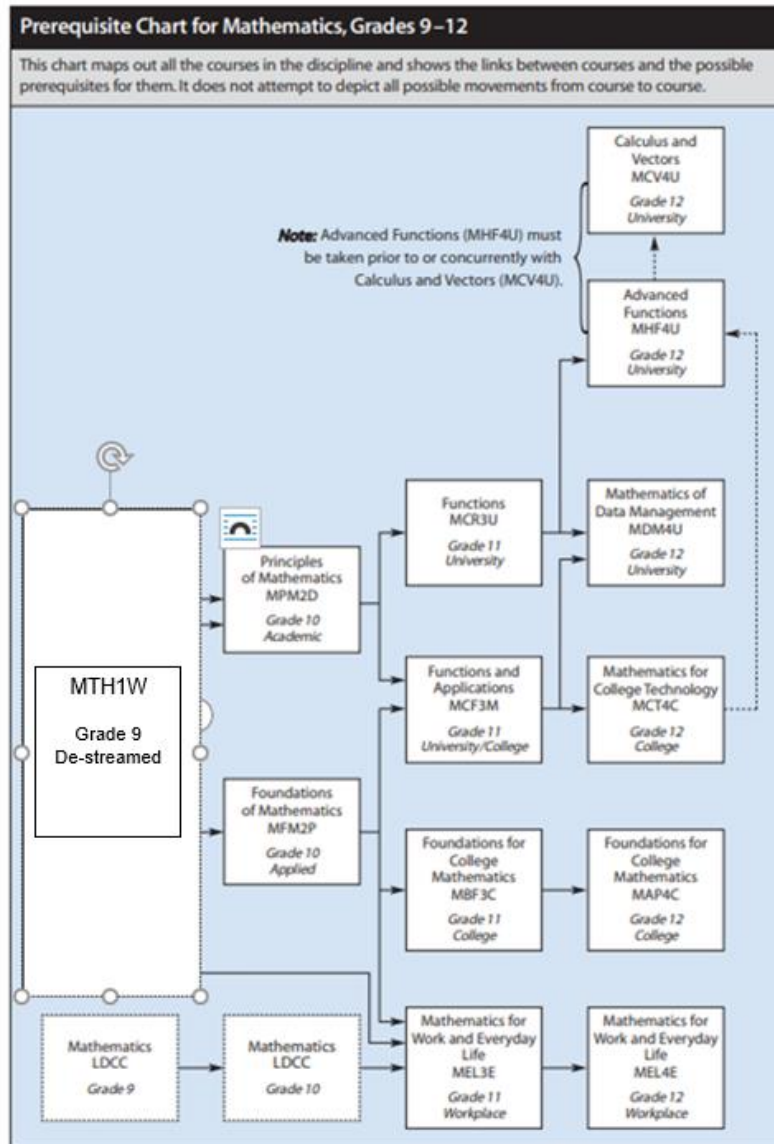 Prerequisite Chart for Mathematics, Grades 9–12
This chart maps out all the courses in the discipline and shows the links between courses and the possible
prerequisites for them. It does not attempt to depict all possible movements from course to course.
Calculus and
Vectors
MCV4U
Grade 12
University
Note: Advanced Functions (MHF4U) must
be taken prior to or concurrently with
Calculus and Vectors (MCV4U).
Advanced
Functions
MHF4U
Grade 12
University
MTH1W
Grade 9
De-streamed
Principles
of Mathematics
MPM2D
Grade 10
Academic
Functions
MCR3U
Grade 11
University
Mathematics of
Data Management
MDM4U
Grade 12
University
Functions and
Applications
MCF3M
Grade 11
University/College
Mathematics for
College Technology
MCT4C
Grade 12
College
Foundations
of Mathematics
MFM2P
Grade 10
Applied
Foundations for
College
Mathematics
MBF3C
Grade 11
College
Foundations for
College
Mathematics
MAP4C
Grade 12
College
Mathematics
LDCC
Grade 9
Mathematics
LDCC
Grade 10
Mathematics for
Work and Everyday
Life
MEL3E
Grade 11
Workplace
Mathematics for
Work and Everyday
Life
MEL4E
Grade 12
Workplace